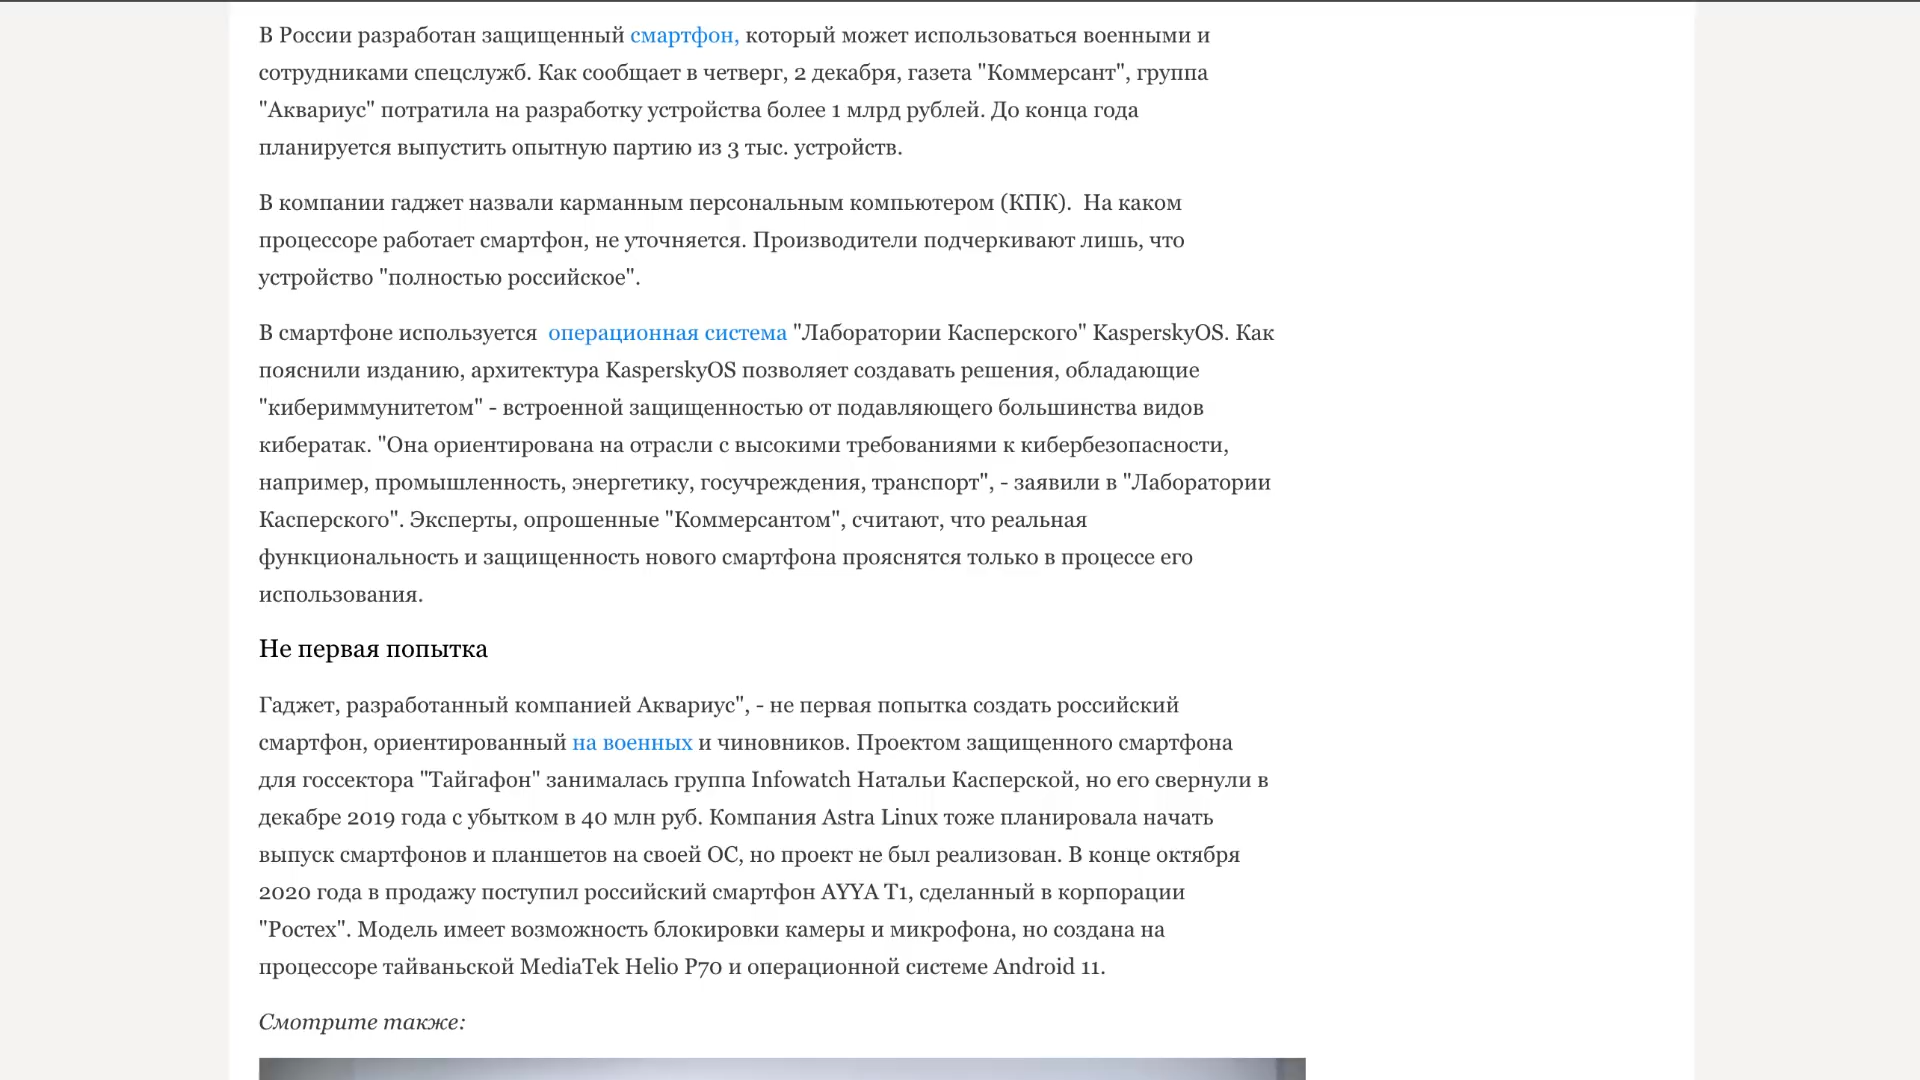 В России разработан защищенный смартфон, который может использоваться военными и
сотрудниками спецслужб. Как сообщает в четверг, 2 декабря, газета "Коммерсант", группа
"Аквариус" потратила на разработку устройства более 1 млрд рублей. До конца года
планируется выпустить опытную партию из 3 тыс. устройств.
В компании гаджет назвали карманным персональным компьютером (КПК).  На каком
процессоре работает смартфон, не уточняется. Производители подчеркивают лишь, что
устройство "полностью российское".
В смартфоне используется  операционная система "Лаборатории Касперского" KasperskyOS. Как
пояснили изданию, архитектура KasperskyOS позволяет создавать решения, обладающие
"кибериммунитетом" - встроенной защищенностью от подавляющего большинства видов
кибератак. "Она ориентирована на отрасли с высокими требованиями к кибербезопасности,
например, промышленность, энергетику, госучреждения, транспорт", - заявили в "Лаборатории
Касперского". Эксперты, опрошенные "Коммерсантом", считают, что реальная
функциональность и защищенность нового смартфона прояснятся только в процессе его
использования.
Не первая попытка
Гаджет, разработанный компанией Аквариус", - не первая попытка создать российский
смартфон, ориентированный на военных и чиновников. Проектом защищенного смартфона
для госсектора "Тайгафон" занималась группа Infowatch Натальи Касперской, но его свернули в
декабре 2019 года с убытком в 40 млн руб. Компания Astra Linux тоже планировала начать
выпуск смартфонов и планшетов на своей ОС, но проект не был реализован. В конце октября
2020 года в продажу поступил российский смартфон AYYA T1, сделанный в корпорации
"Ростех". Модель имеет возможность блокировки камеры и микрофона, но создана на
процессоре тайваньской MediaTek Helio P70 и операционной системе Android 11.
Смотрите также: